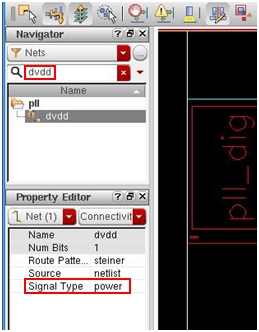 Navigator
Nets
dvdd
Name
pll
dvdd
Property Editor
Net (1) Connectivit
Name dvdd
Num Bits 1
Route Patte... steiner
Source netlist
Signal Type power
pll_dig